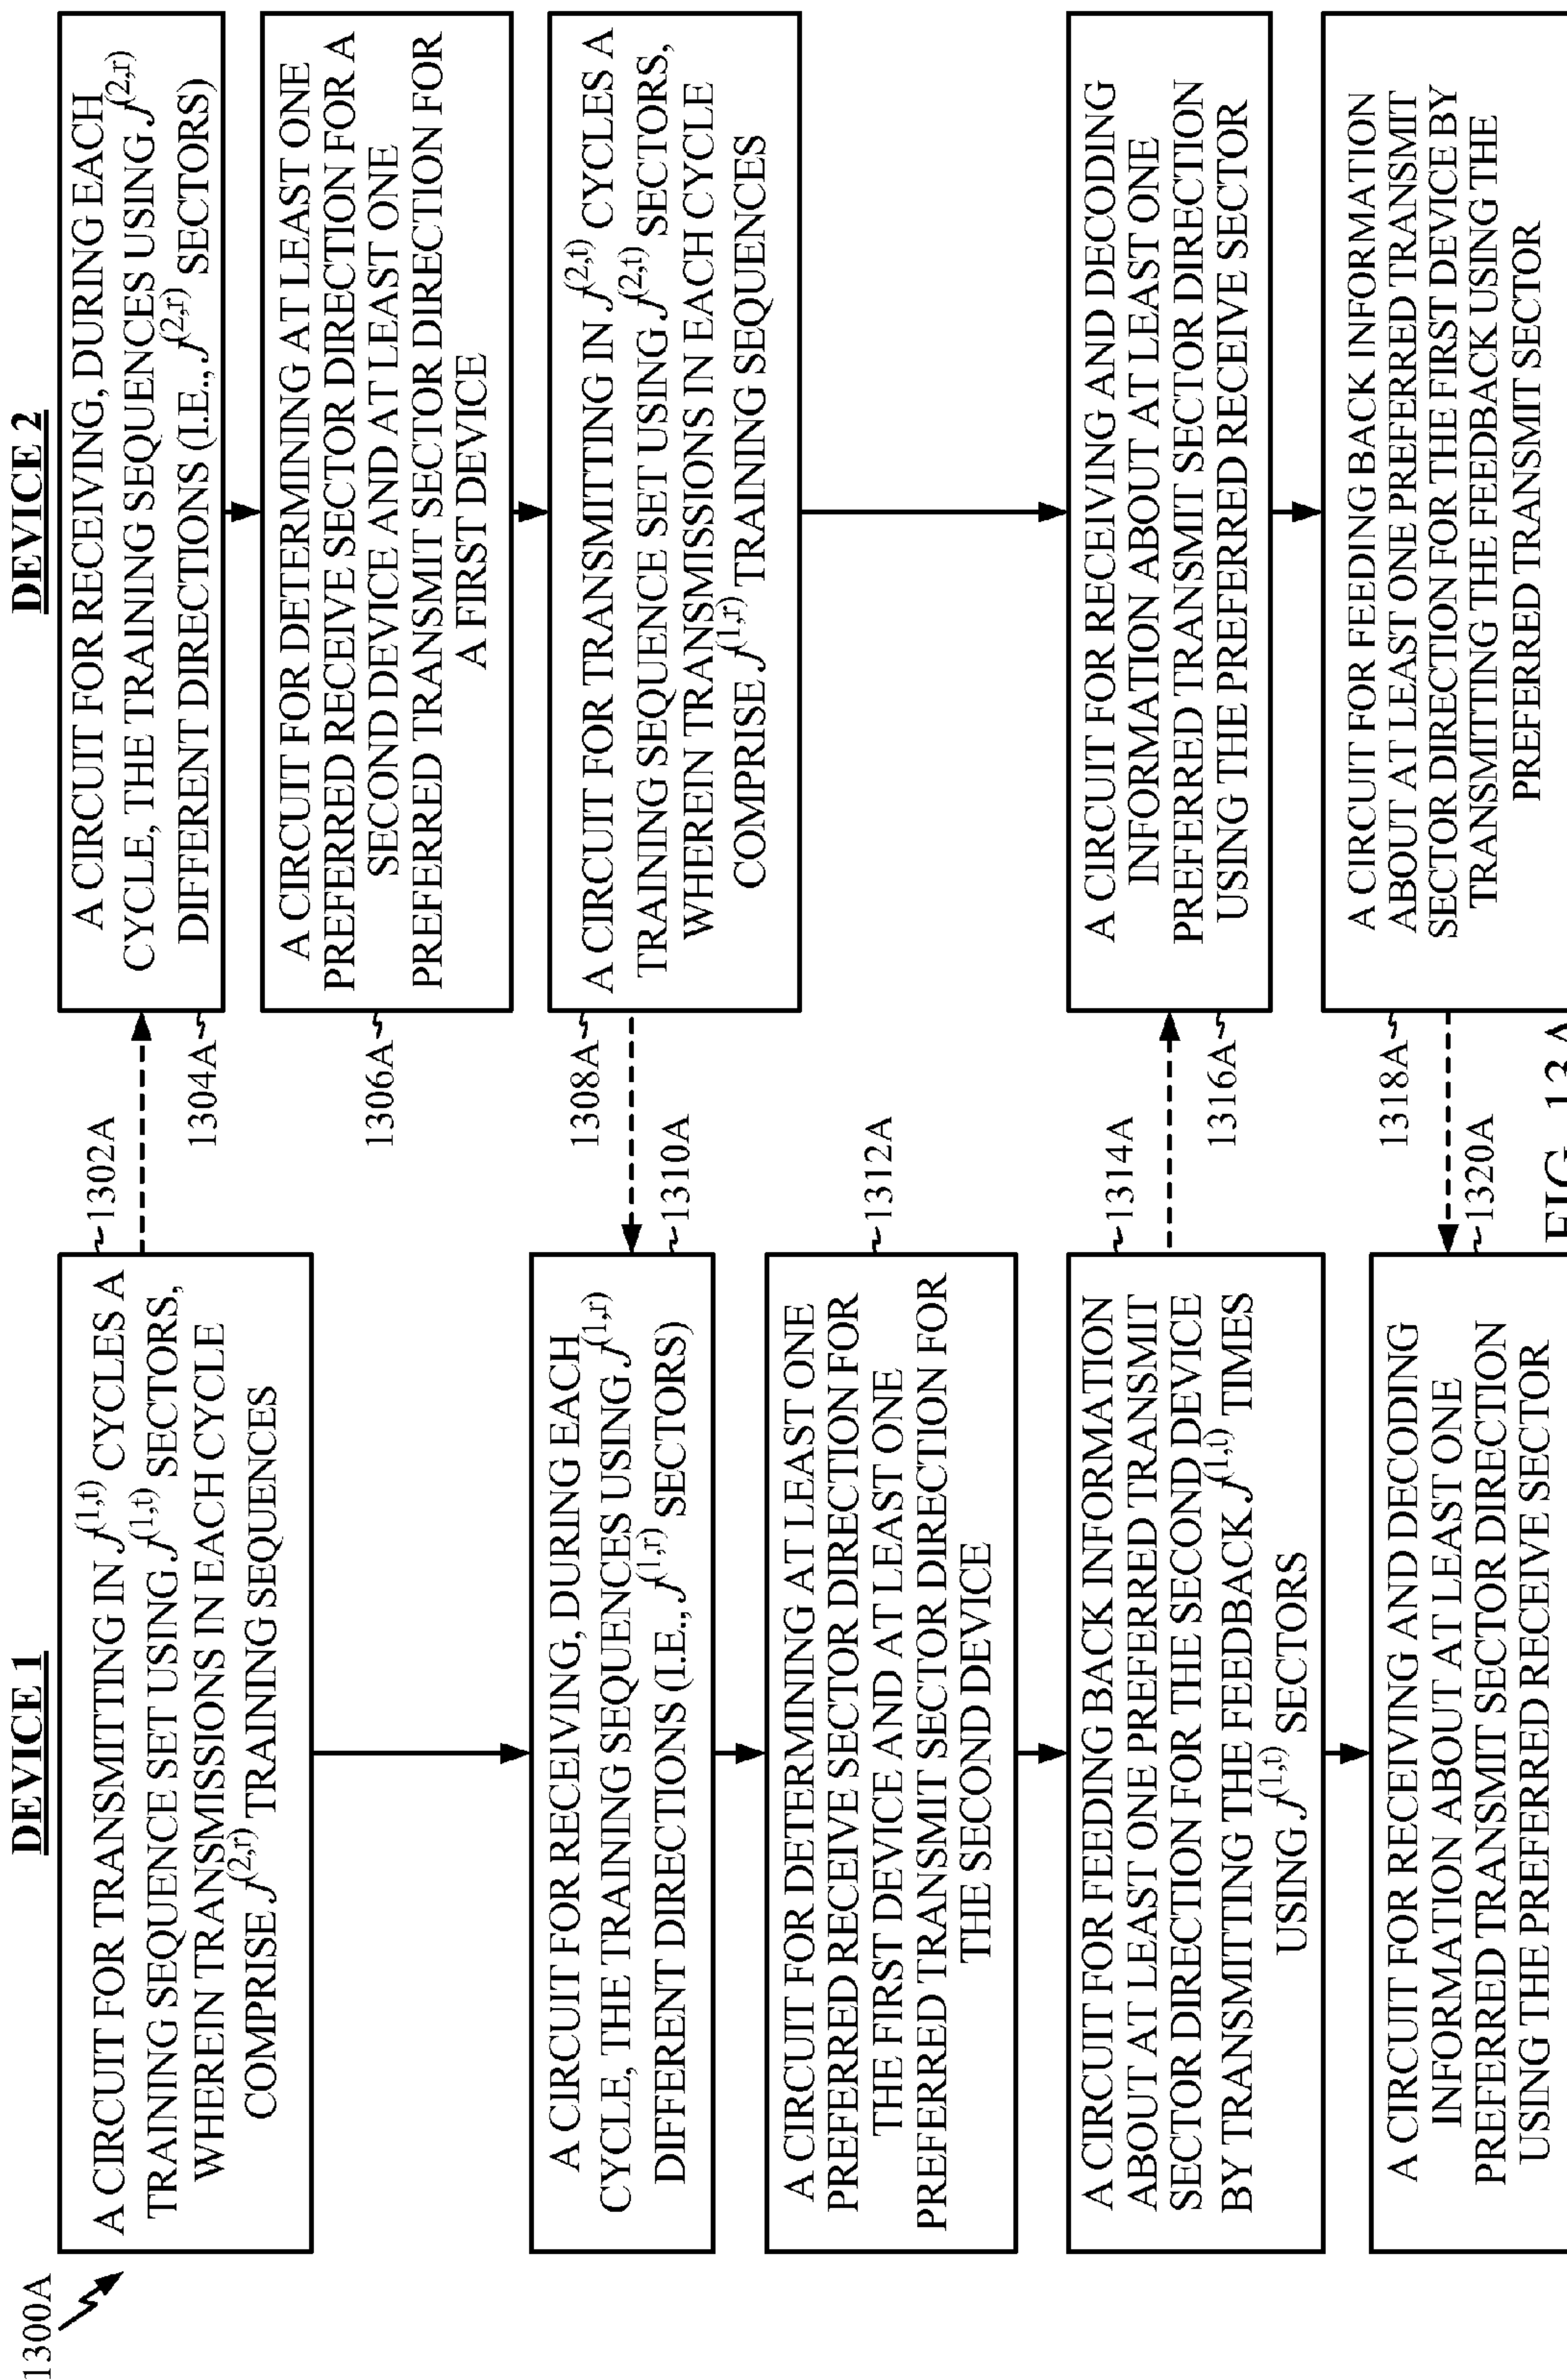 1300A
DEVICE 1
A CIRCUIT FOR TRANSMITTING IN J^(1,t) CYCLES A
TRAINING SEQUENCE SET USING J^(1,t) SECTORS,
WHEREIN TRANSMISSIONS IN EACH CYCLE
COMPRISE J^(2,r) TRAINING SEQUENCES
1302A
A CIRCUIT FOR RECEIVING, DURING EACH
CYCLE, THE TRAINING SEQUENCES USING J^(1,r)
DIFFERENT DIRECTIONS (I.E., J^(1,r) SECTORS)
1310A
A CIRCUIT FOR DETERMINING AT LEAST ONE
PREFERRED RECEIVE SECTOR DIRECTION FOR
THE FIRST DEVICE AND AT LEAST ONE
PREFERRED TRANSMIT SECTOR DIRECTION FOR
THE SECOND DEVICE
1312A
A CIRCUIT FOR FEEDING BACK INFORMATION
ABOUT AT LEAST ONE PREFERRED TRANSMIT
SECTOR DIRECTION FOR THE SECOND DEVICE
BY TRANSMITTING THE FEEDBACK J^(1,t) TIMES
USING J^(1,t) SECTORS
1314A
A CIRCUIT FOR RECEIVING AND DECODING
INFORMATION ABOUT AT LEAST ONE
PREFERRED TRANSMIT SECTOR DIRECTION
USING THE PREFERRED RECEIVE SECTOR
1320A
DEVICE 2
A CIRCUIT FOR RECEIVING, DURING EACH
CYCLE, THE TRAINING SEQUENCES USING J^(2,r)
DIFFERENT DIRECTIONS (I.E., J^(2,r) SECTORS)
1304A
A CIRCUIT FOR DETERMINING AT LEAST ONE
PREFERRED RECEIVE SECTOR DIRECTION FOR A
SECOND DEVICE AND AT LEAST ONE
PREFERRED TRANSMIT SECTOR DIRECTION FOR
A FIRST DEVICE
1306A
A CIRCUIT FOR TRANSMITTING IN J^(2,t) CYCLES A
TRAINING SEQUENCE SET USING J^(2,t) SECTORS,
WHEREIN TRANSMISSIONS IN EACH CYCLE
COMPRISE J^(1,r) TRAINING SEQUENCES
1308A
A CIRCUIT FOR RECEIVING AND DECODING
INFORMATION ABOUT AT LEAST ONE
PREFERRED TRANSMIT SECTOR DIRECTION
USING THE PREFERRED RECEIVE SECTOR
1316A
A CIRCUIT FOR FEEDING BACK INFORMATION
ABOUT AT LEAST ONE PREFERRED TRANSMIT
SECTOR DIRECTION FOR THE FIRST DEVICE BY
TRANSMITTING THE FEEDBACK USING THE
PREFERRED TRANSMIT SECTOR
1318A
FIG. 13A